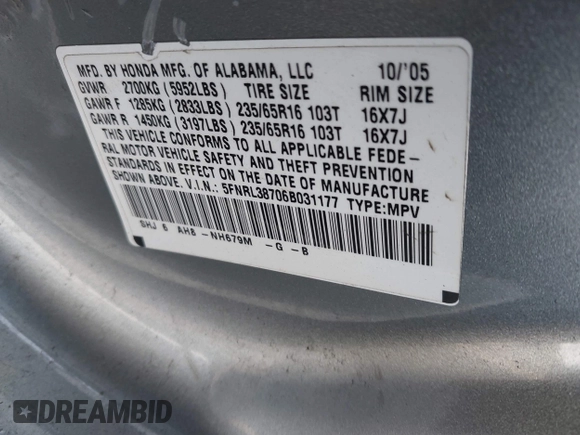 MFD. BY HONDA MFG. OF ALABAMA, LLC 10/'05
GVWR 2700KG (5952LBS) TIRE SIZE RIM SIZE
GAWR F 1285KG (2833LBS) 235/65R16 103T 16X7J
GAWR R 1450KG (3197LBS) 235/65R16 103T 16X7J
THIS VEHICLE CONFORMS TO ALL APPLICABLE FEDE-
RAL MOTOR VEHICLE SAFETY AND THEFT PREVENTION
STANDARDS IN EFFECT ON THE DATE OF MANUFACTURE
SHOWN ABOVE. V.I.N.: 5FNRL38706B031177 TYPE:MPV
SHJ 6 AH8 -NH679M -G -B
DREAMBID